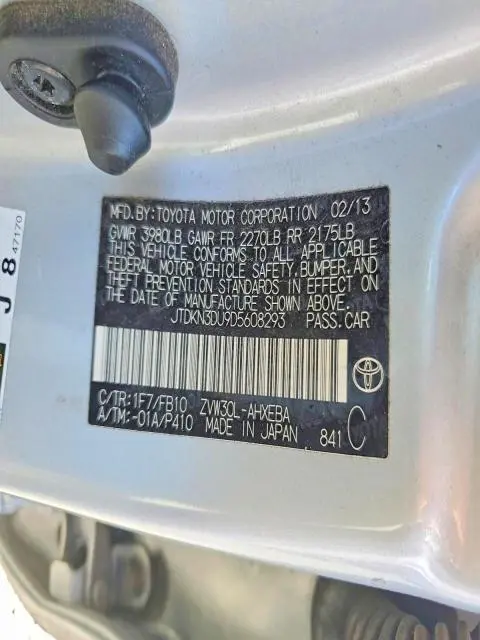 MFD.BY:TOYOTA MOTOR CORPORATION 02/13
GVWR 3980LB GAWR FR 2270LB RR 2175LB
THIS VEHICLE CONFORMS TO ALL APPLICABLE
FEDERAL MOTOR VEHICLE SAFETY, BUMPER, AND
THEFT PREVENTION STANDARDS IN EFFECT ON
THE DATE OF MANUFACTURE SHOWN ABOVE.
JTDKN3DU9D5608293 PASS.CAR
C/TR:1F7/FB10 ZVW30L-AHXEBA
A/TM:-01A/P410 MADE IN JAPAN 841 C
J 8
47170